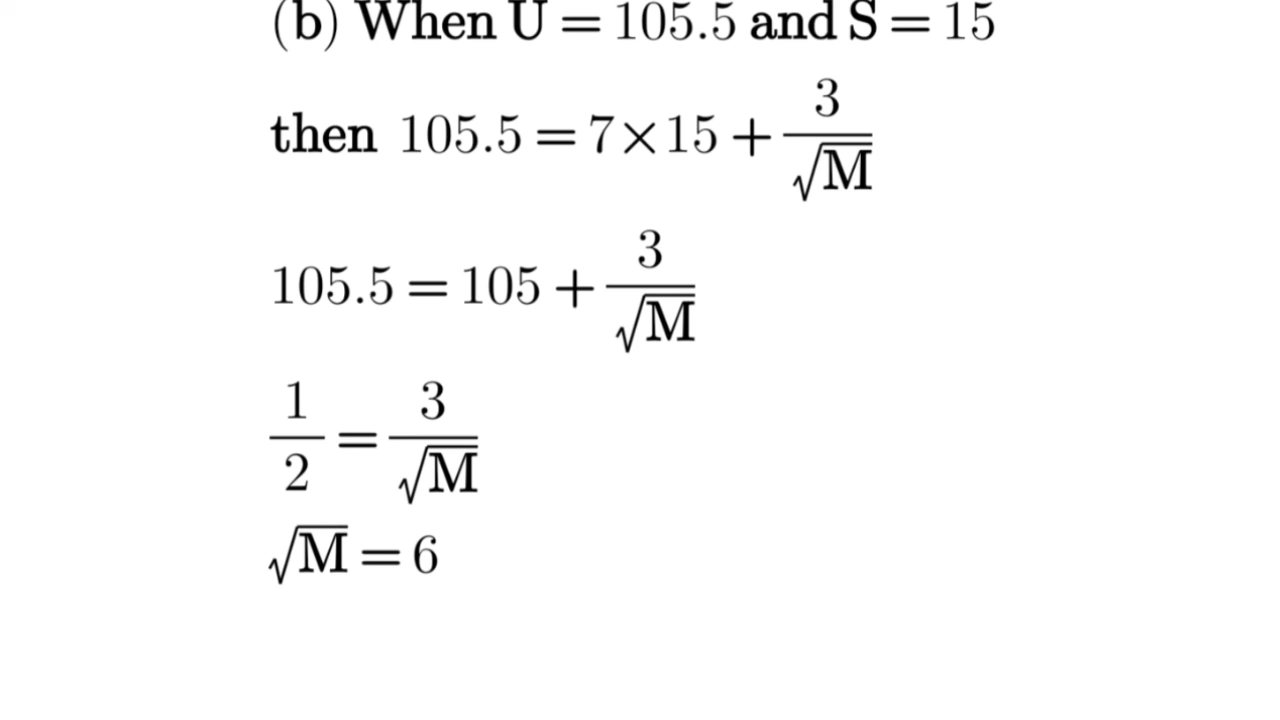 (b) When U = 105.5 and S = 15
then 105.5 = 7×15 + 3/√M
105.5 = 105 + 3/√M
1/2 = 3/√M
√M = 6